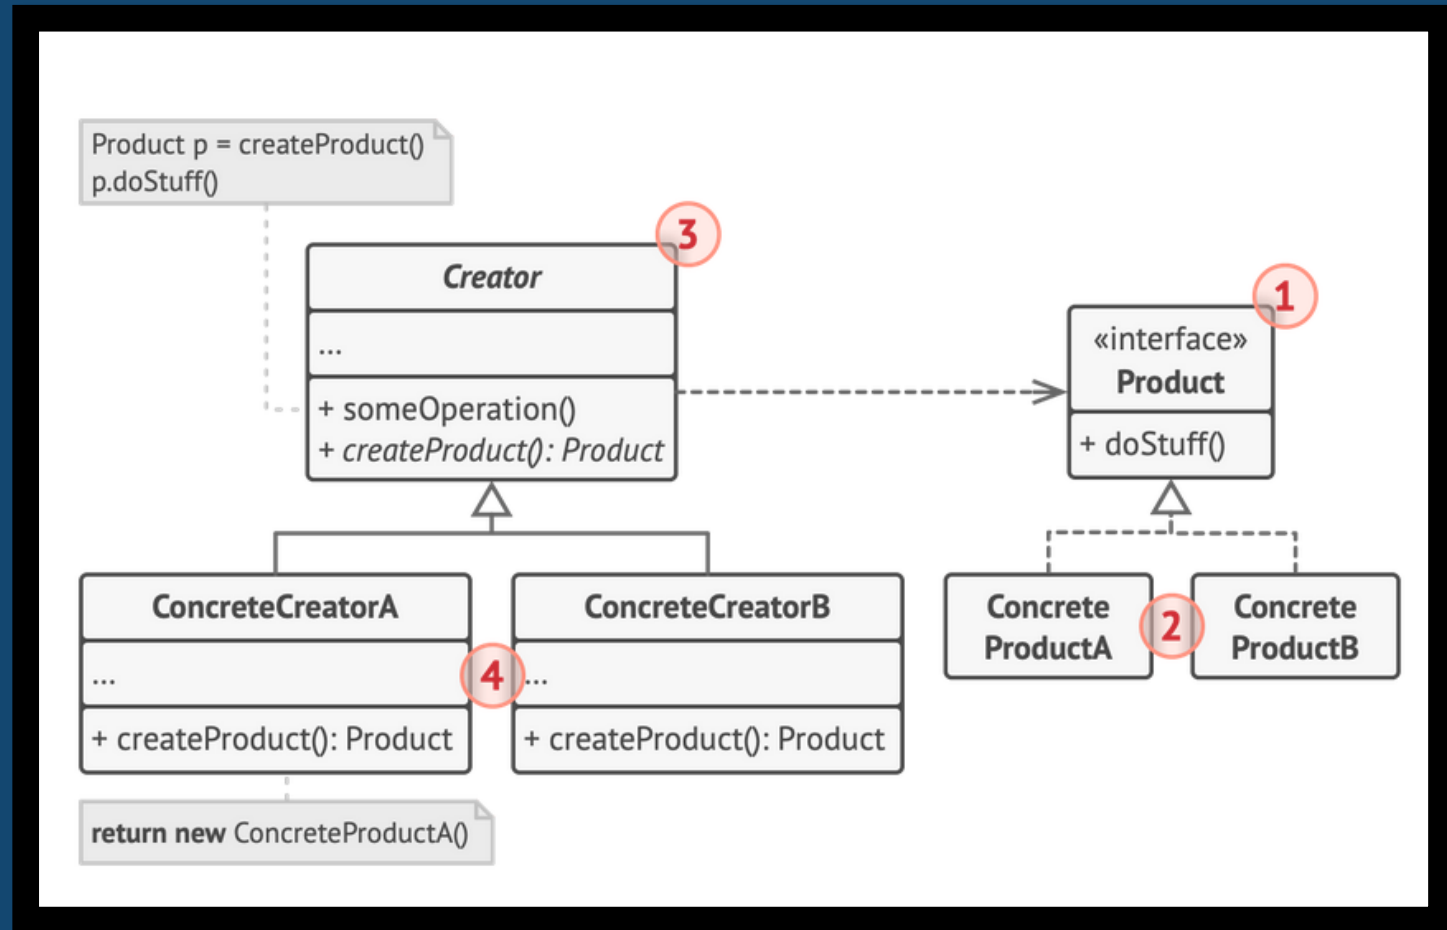 Product p = createProduct()
p.doStuff()
3
Creator
...
+ someOperation()
+ createProduct(): Product
1
«interface»
Product
+ doStuff()
ConcreteCreatorA
...
+ createProduct(): Product
4
ConcreteCreatorB
...
+ createProduct(): Product
Concrete
ProductA
2
Concrete
ProductB
return new ConcreteProductA()